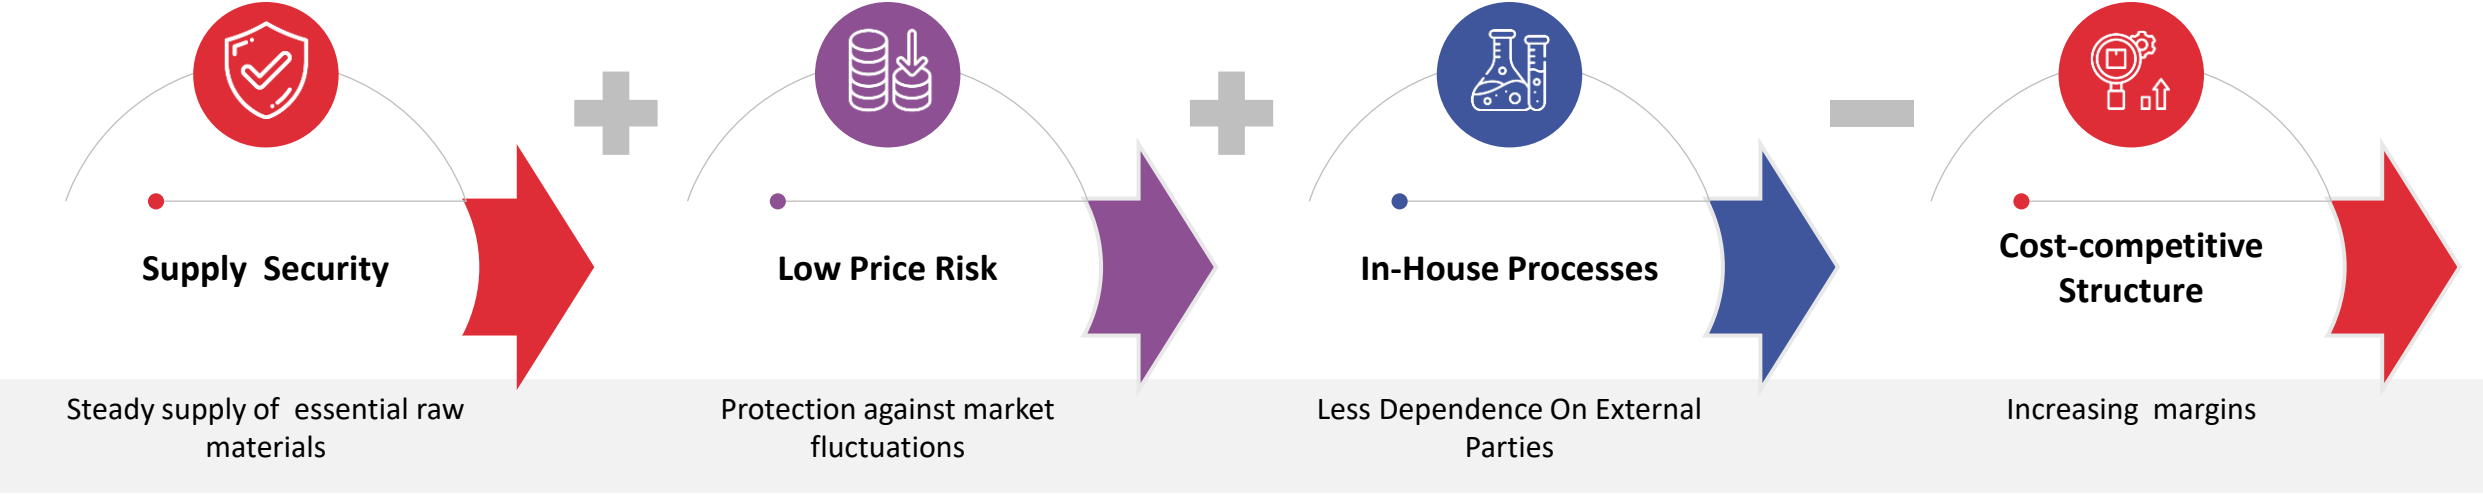 Supply Security
Low Price Risk
In-House Processes
Cost-competitive
Structure
Steady supply of essential raw
materials
Protection against market
fluctuations
Less Dependence On External
Parties
Increasing margins